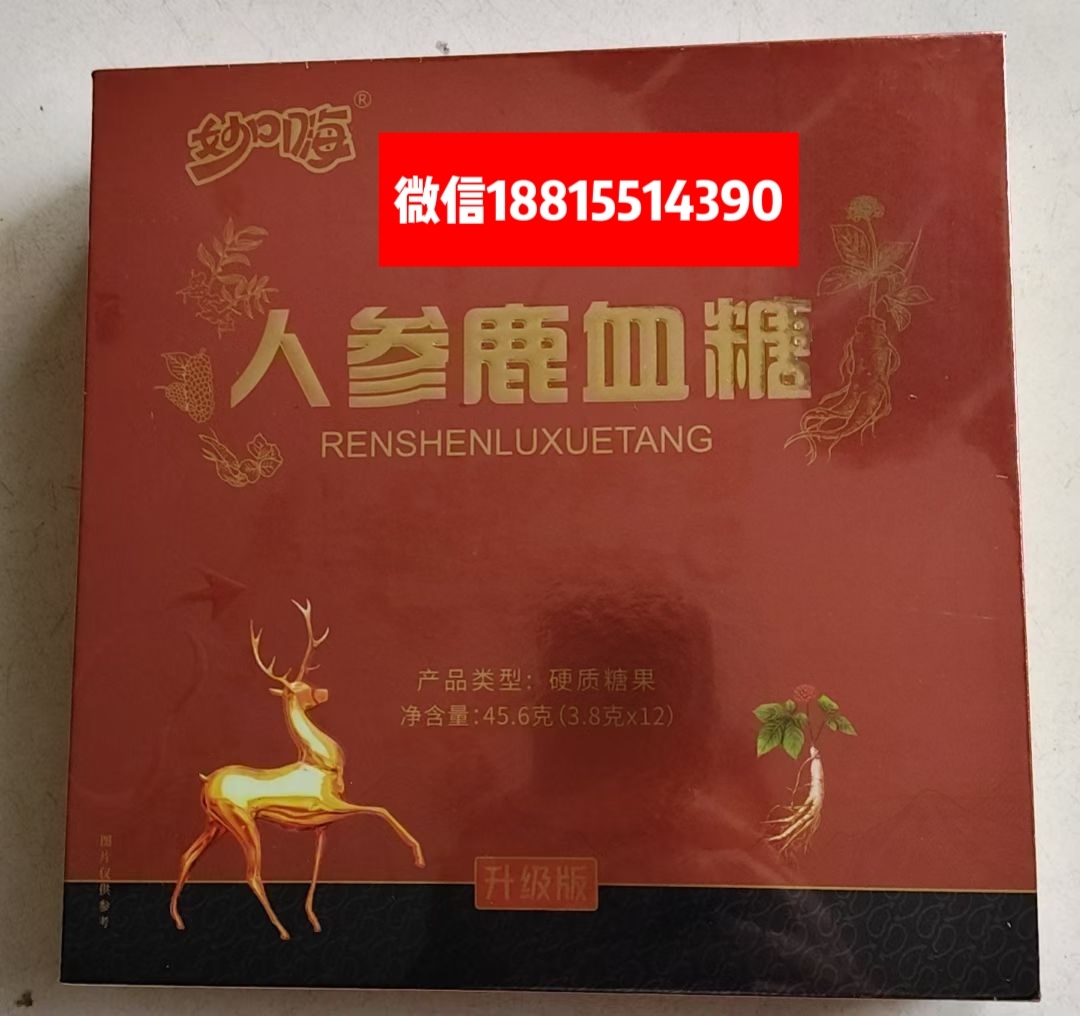 妙口嗨®
微信18815514390
人参鹿血糖
RENSHENLUXUETANG
产品类型：硬质糖果
净含量：45.6克（3.8克x12）
升级版
图片仅供参考